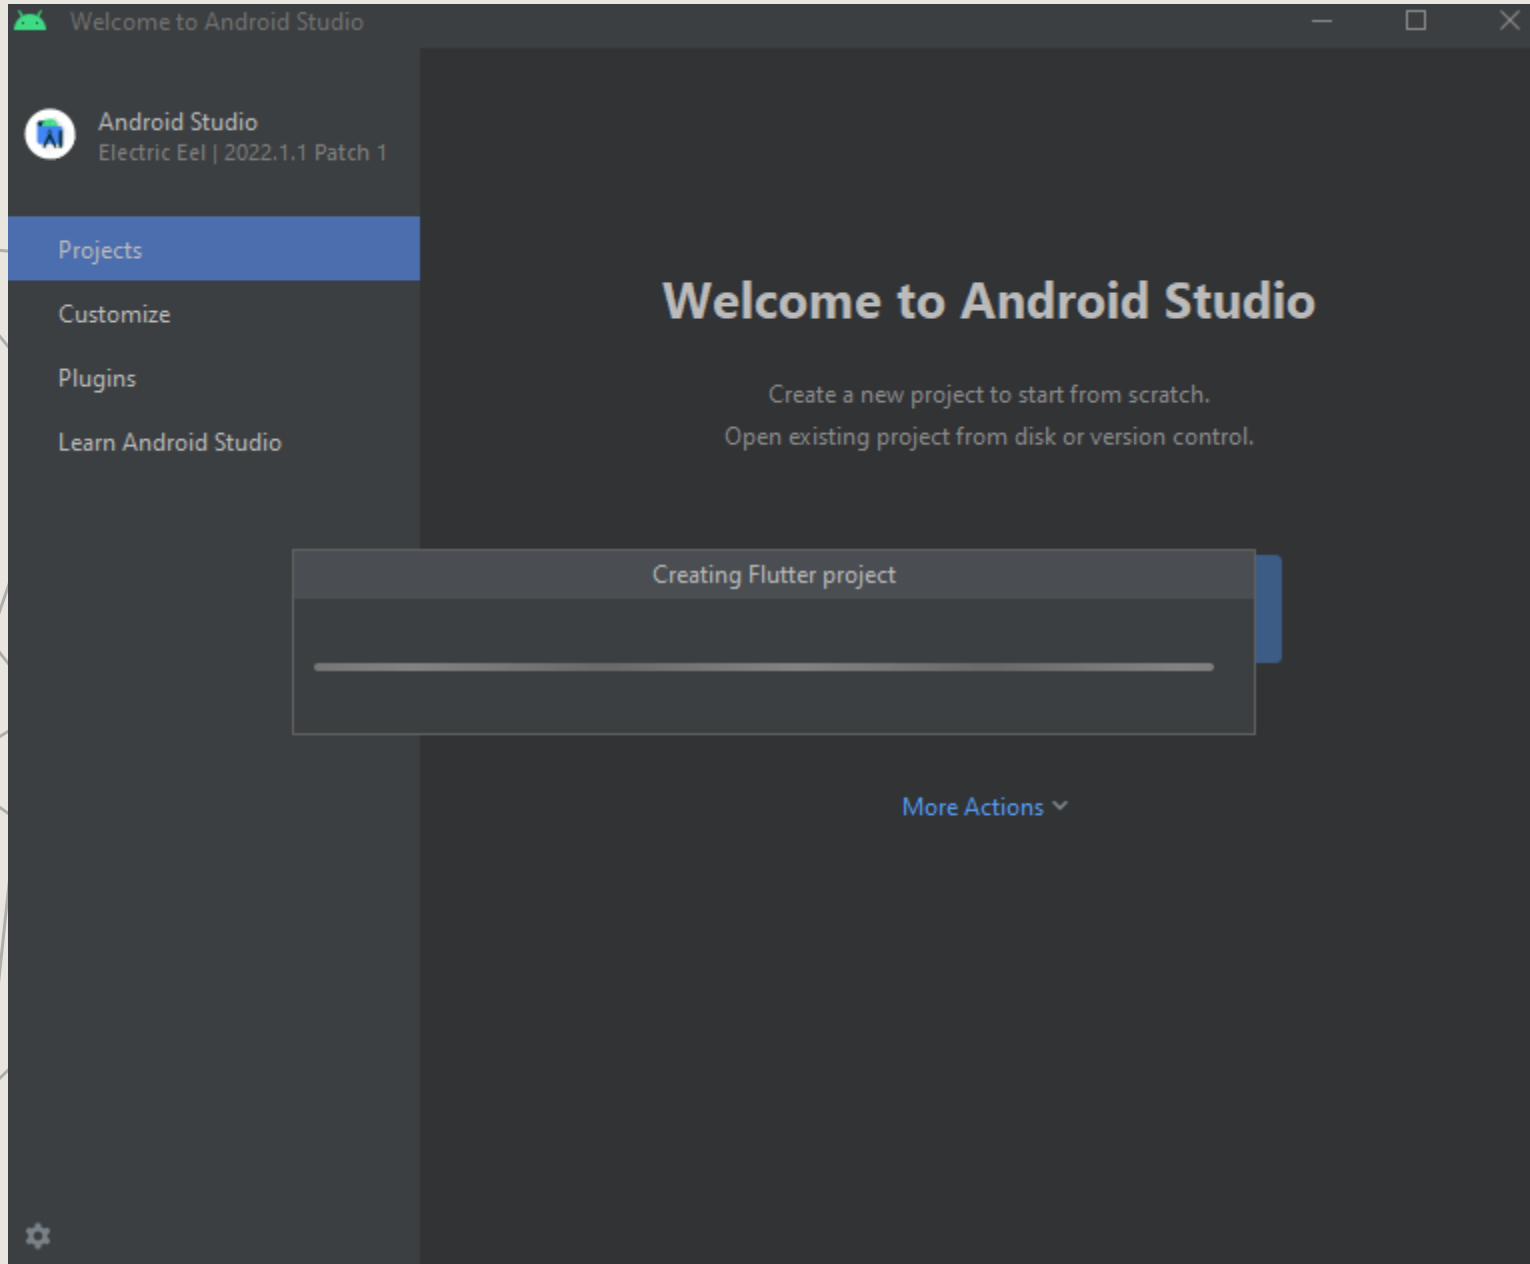 Welcome to Android Studio
Android Studio
Electric Eel | 2022.1.1 Patch 1
Projects
Customize
Plugins
Learn Android Studio
Welcome to Android Studio
Create a new project to start from scratch.
Open existing project from disk or version control.
Creating Flutter project
More Actions